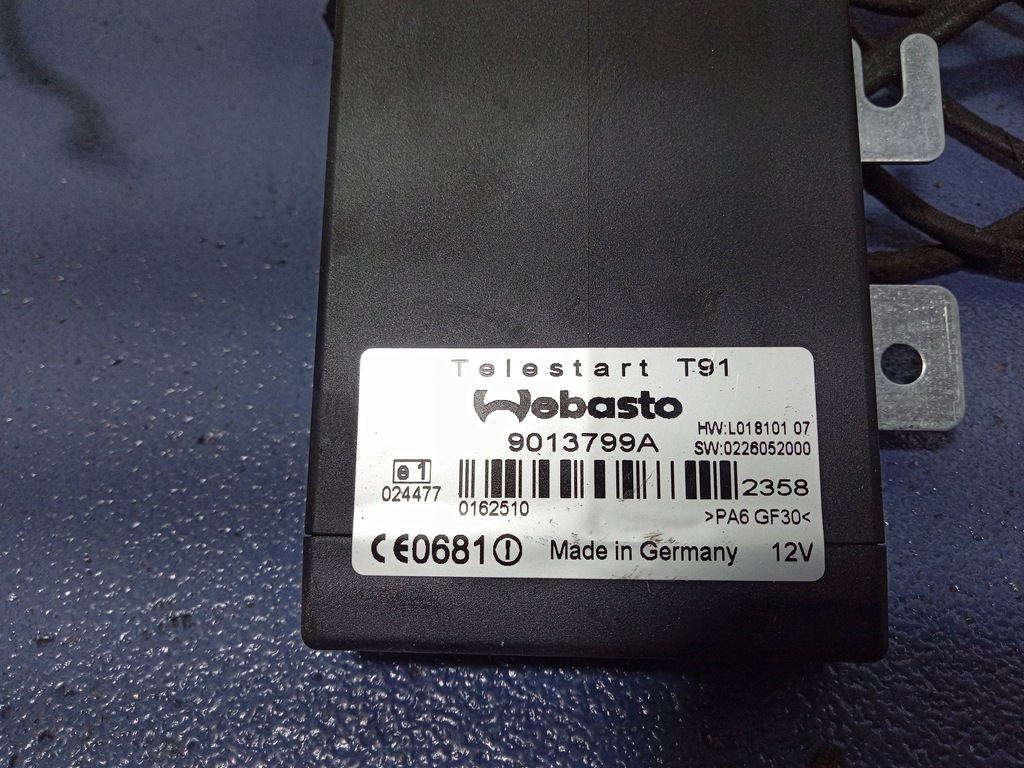 Telestart T91
Webasto
9013799A
HW:L018101 07
SW:0226052000
e1
024477
0162510
2358
>PA6 GF30<
CE0681
Made in Germany
12V